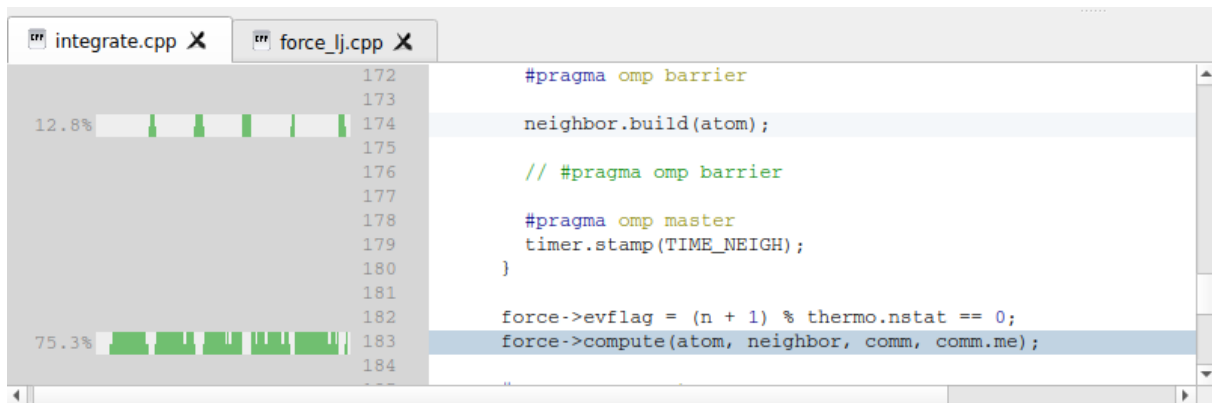 integrate.cpp force_lj.cpp
172 #pragma omp barrier
173
12.8% 174 neighbor.build(atom);
175
176 // #pragma omp barrier
177
178 #pragma omp master
179 timer.stamp(TIME_NEIGH);
180 }
181
182 force->evflag = (n + 1) % thermo.nstat == 0;
75.3% 183 force->compute(atom, neighbor, comm, comm.me);
184